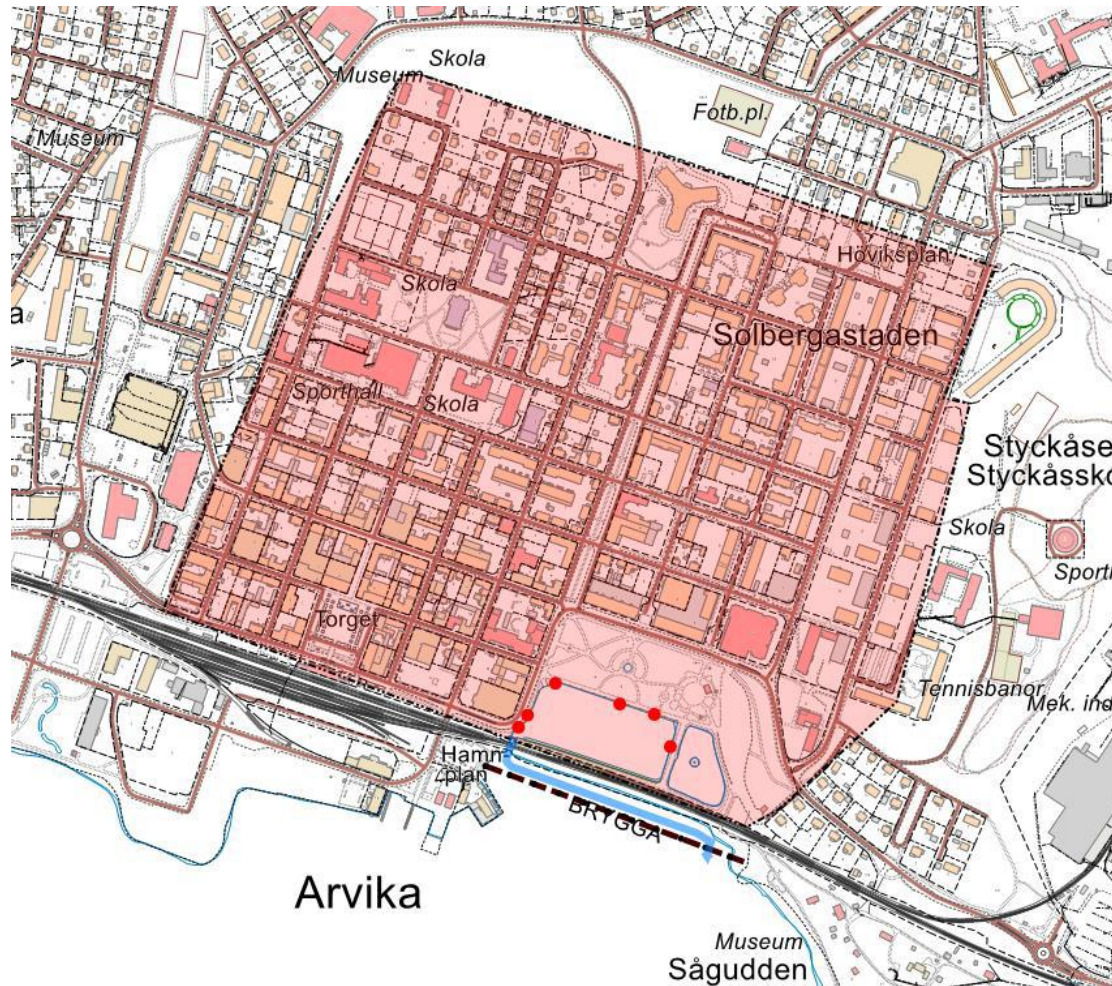 Skola
Museum
Fotb.pl.
Museum
Höviksplan
a
Skola
Solbergastaden
Sporthall
Skola
Styckåse
Styckåssko
Skola
Sporth
Torget
Tennisbanor
Mek. ind
Hamn-
plan
BRYGGA
Arvika
Museum
Sågudden